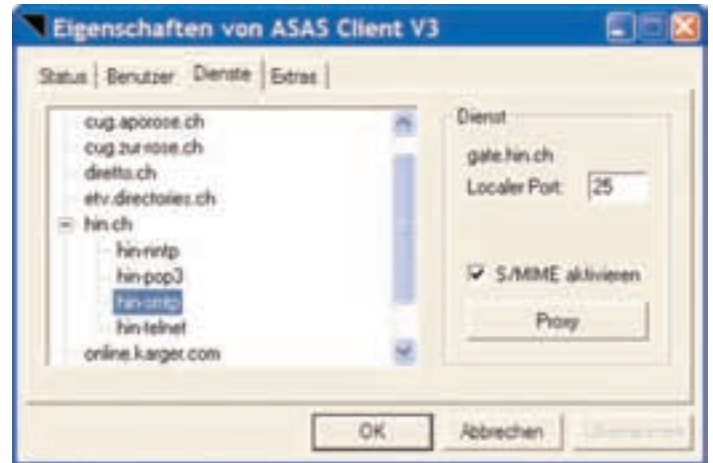 Eigenschaften von ASAS Client V3
Status
Benutzer
Dienste
Extras
cug.aporose.ch
cug.zur-rose.ch
diretto.ch
etv.directories.ch
hin.ch
hin-nntp
hin-pop3
hin-smtp
hin-telnet
online.karger.com
Dienst
gate.hin.ch
Localer Port:
25
S/MIME aktivieren
Proxy
OK
Abbrechen